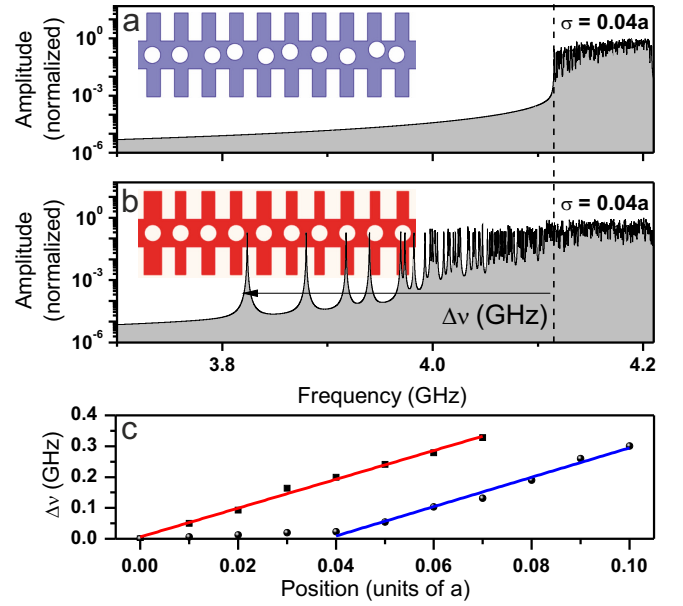 a
σ = 0.04a
Amplitude
(normalized)
10⁰
10⁻³
10⁻⁶
b
σ = 0.04a
Amplitude
(normalized)
10⁰
10⁻³
10⁻⁶
Δν (GHz)
3.8
4.0
4.2
Frequency (GHz)
c
Δν (GHz)
0.4
0.3
0.2
0.1
0.0
0.00
0.02
0.04
0.06
0.08
0.10
Position (units of a)